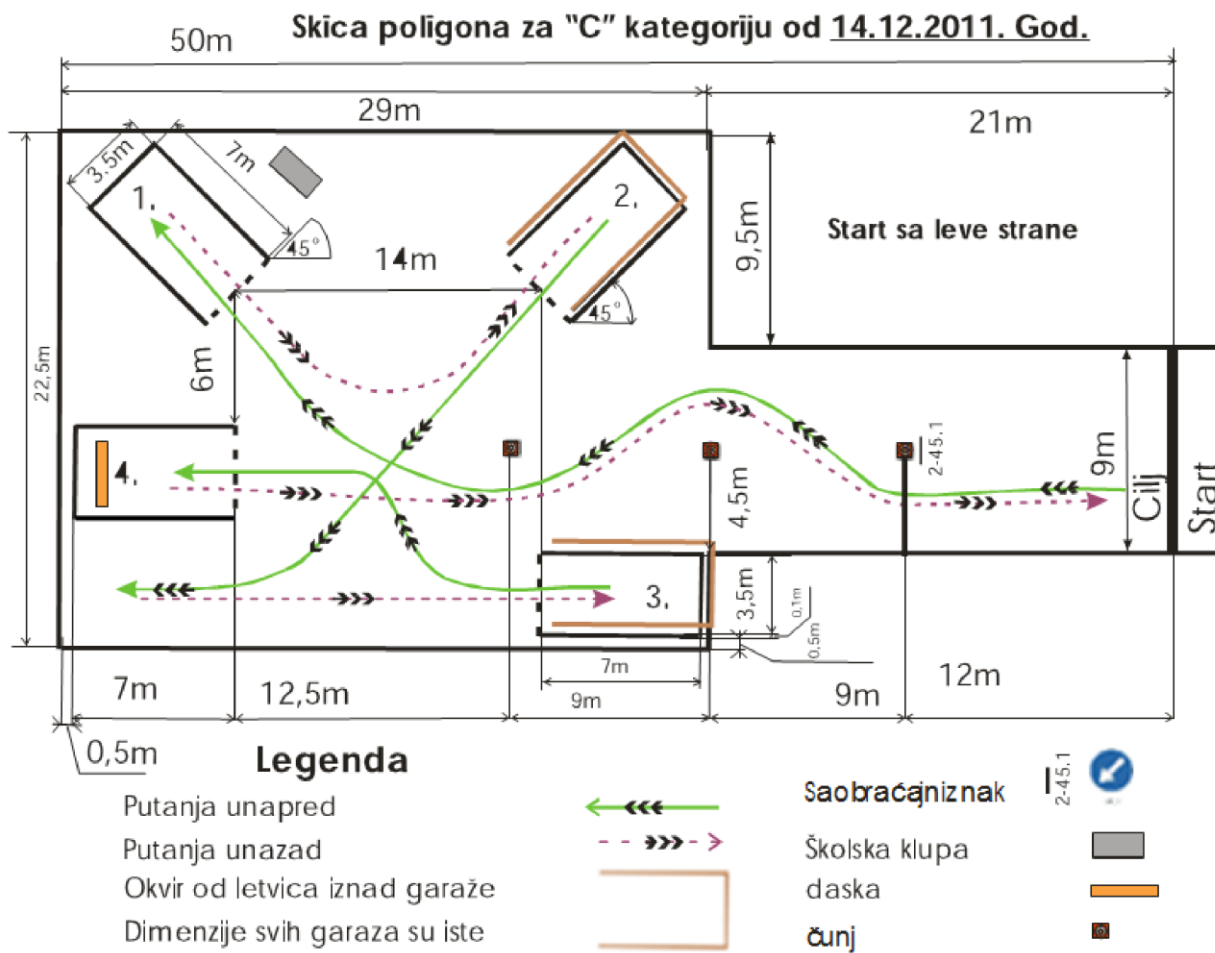 Skica poligona za "C" kategoriju od 14.12.2011. God.
50m
29m
21m
3.5m
7m
1.
2.
45°
14m
45°
9,5m
Start sa leve strane
22,5m
6m
4.
2-45.1
9m
Cilj
Start
4,5m
3.
3,5m
0,1m
0,5m
7m
7m
12,5m
9m
9m
12m
0,5m
Legenda
Putanja unapred
Putanja unazad
Okvir od letvica iznad garaže
Dimenzije svih garaza su iste
Saobraćajniznak
2-45.1
Školska klupa
daska
čunj